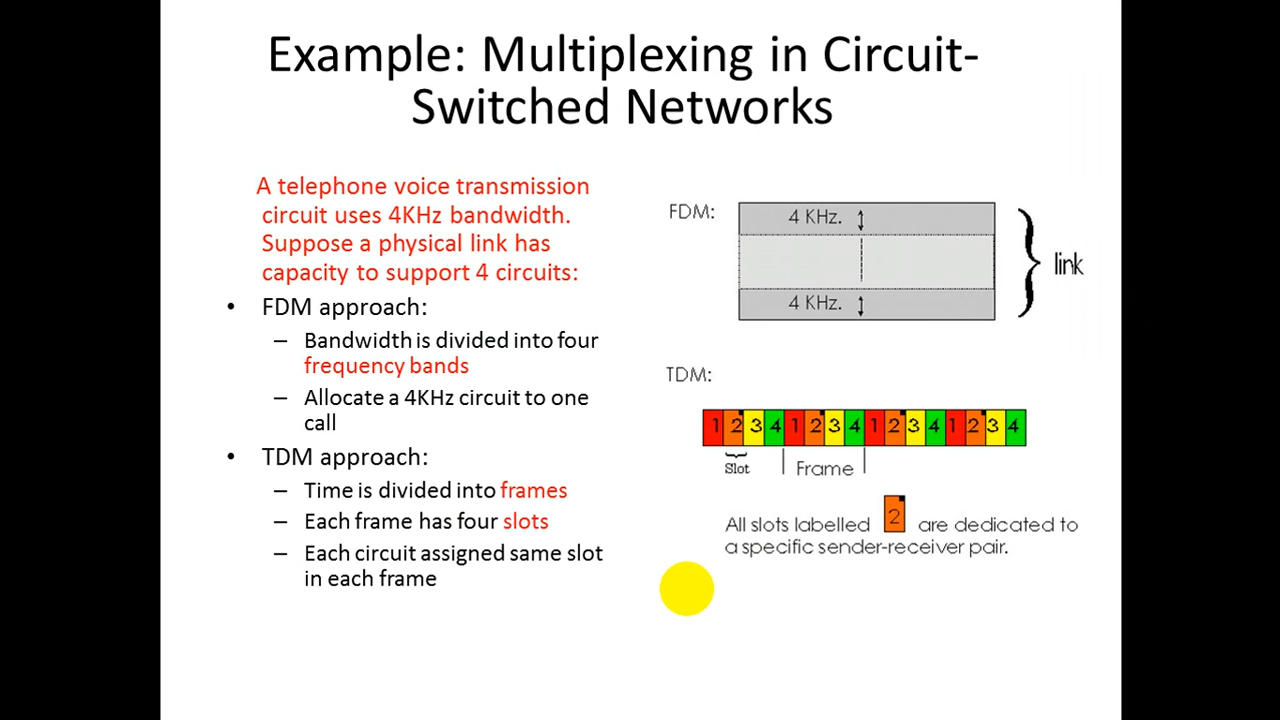 Example: Multiplexing in Circuit-
Switched Networks
A telephone voice transmission
circuit uses 4KHz bandwidth.
Suppose a physical link has
capacity to support 4 circuits:
• FDM approach:
– Bandwidth is divided into four
frequency bands
– Allocate a 4KHz circuit to one
call
• TDM approach:
– Time is divided into frames
– Each frame has four slots
– Each circuit assigned same slot
in each frame
FDM:
4 KHz.
4 KHz.
link
TDM:
1 2 3 4 1 2 3 4 1 2 3 4 1 2 3 4
Slot
Frame
All slots labelled 2 are dedicated to
a specific sender-receiver pair.